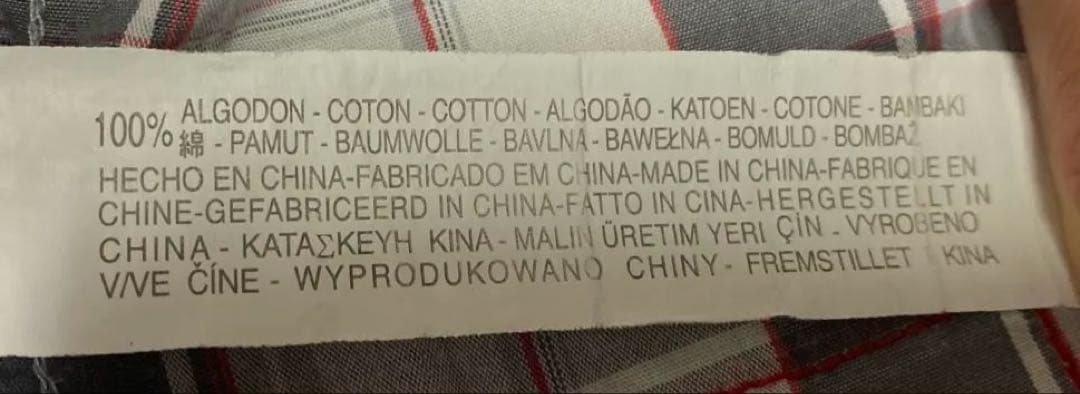 100% ALGODON - COTON - COTTON - ALGODÃO - KATOEN - COTONE - BAMBAKI
綿 - PAMUT - BAUMWOLLE - BAVLNA - BAWEŁNA - BOMULD - BOMBAŽ
HECHO EN CHINA-FABRICADO EM CHINA-MADE IN CHINA-FABRIQUE EN
CHINE-GEFABRICEERD IN CHINA-FATTO IN CINA-HERGESTELLT IN
CHINA - ΚΑΤΑΣΚΕΥΗ KINA - MALIN ÜRETIM YERI ÇİN - VYROBENO
V/VE ČÍNE - WYPRODUKOWANO CHINY - FREMSTILLET I KINA